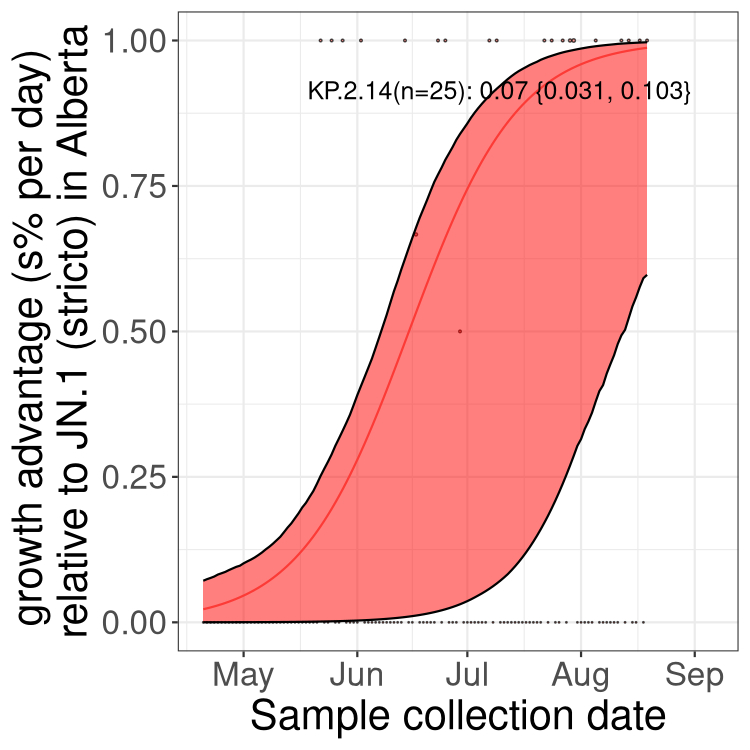 growth advantage (s% per day)
relative to JN.1 (stricto) in Alberta
1.00
0.75
0.50
0.25
0.00
KP.2.14(n=25): 0.07 {0.031, 0.103}
May Jun Jul Aug Sep
Sample collection date